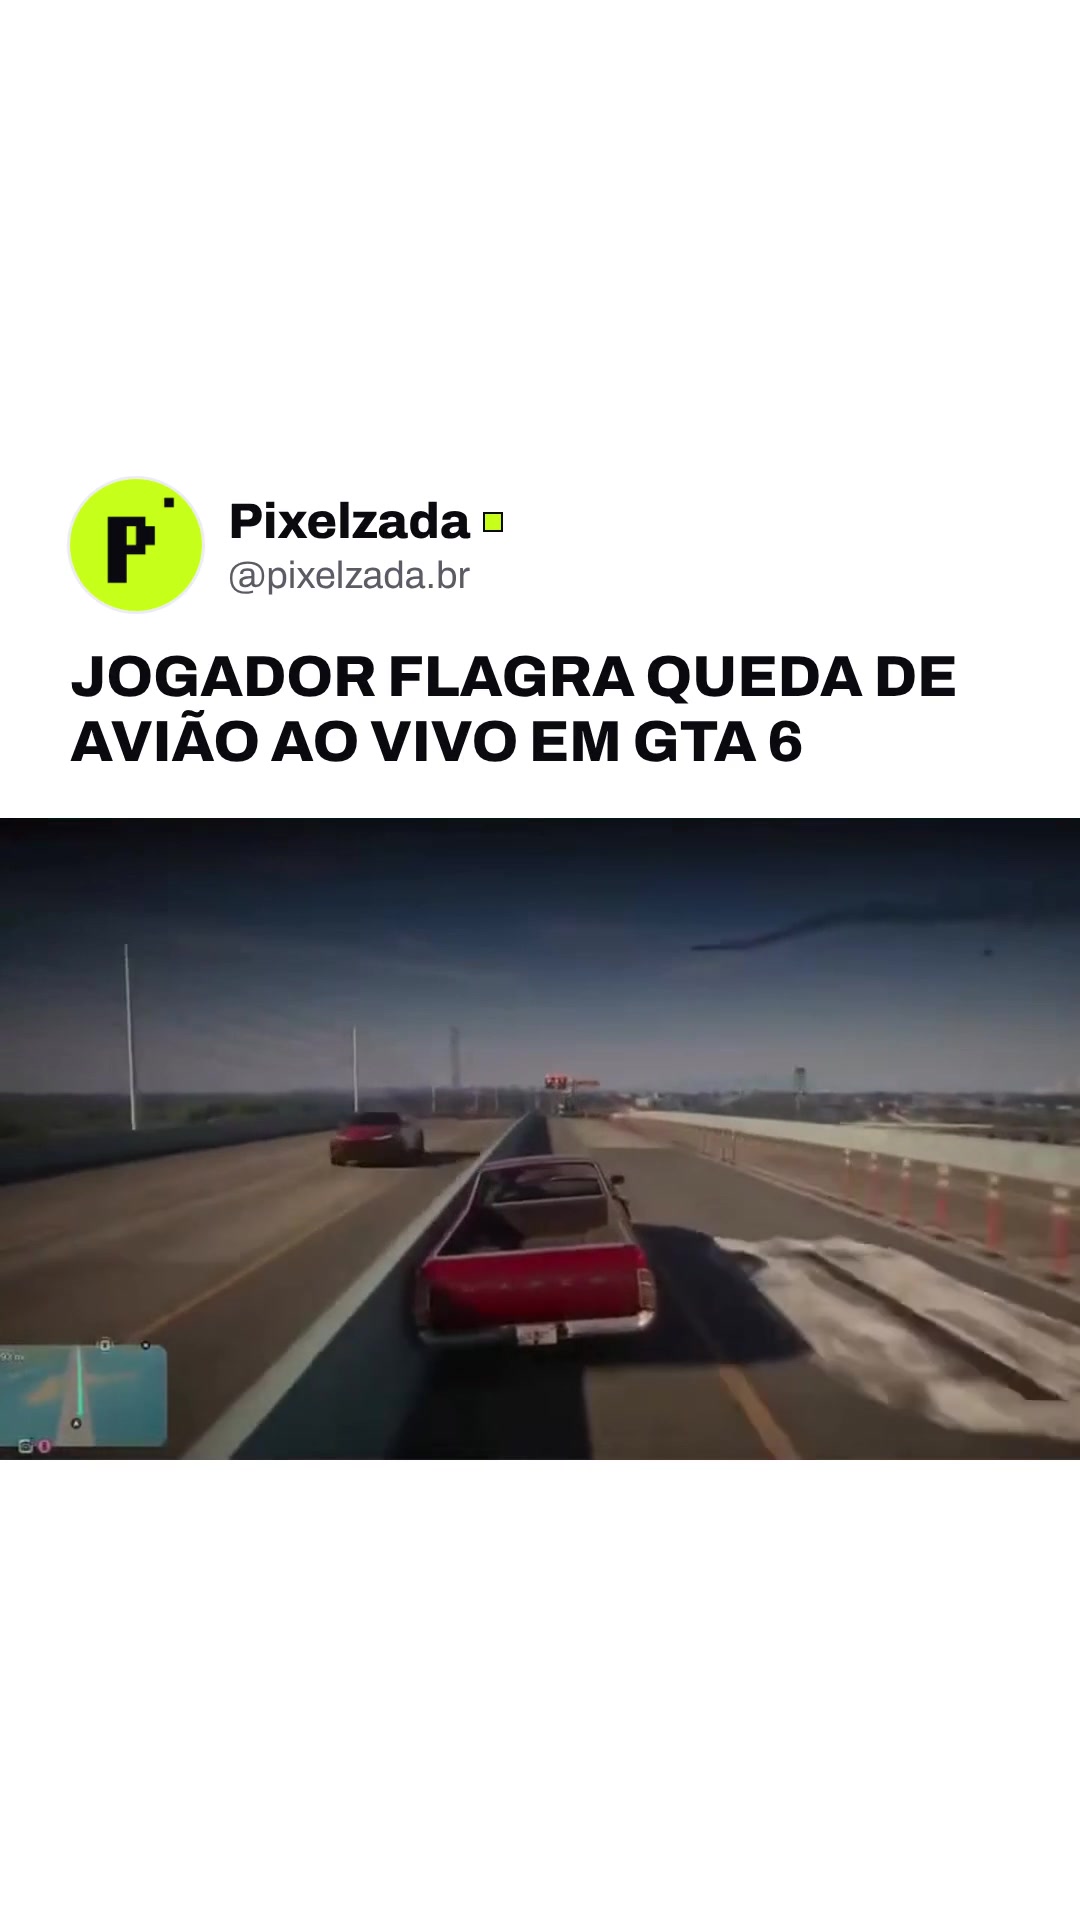 P
Pixelzada
@pixelzada.br
JOGADOR FLAGRA QUEDA DE
AVIÃO AO VIVO EM GTA 6